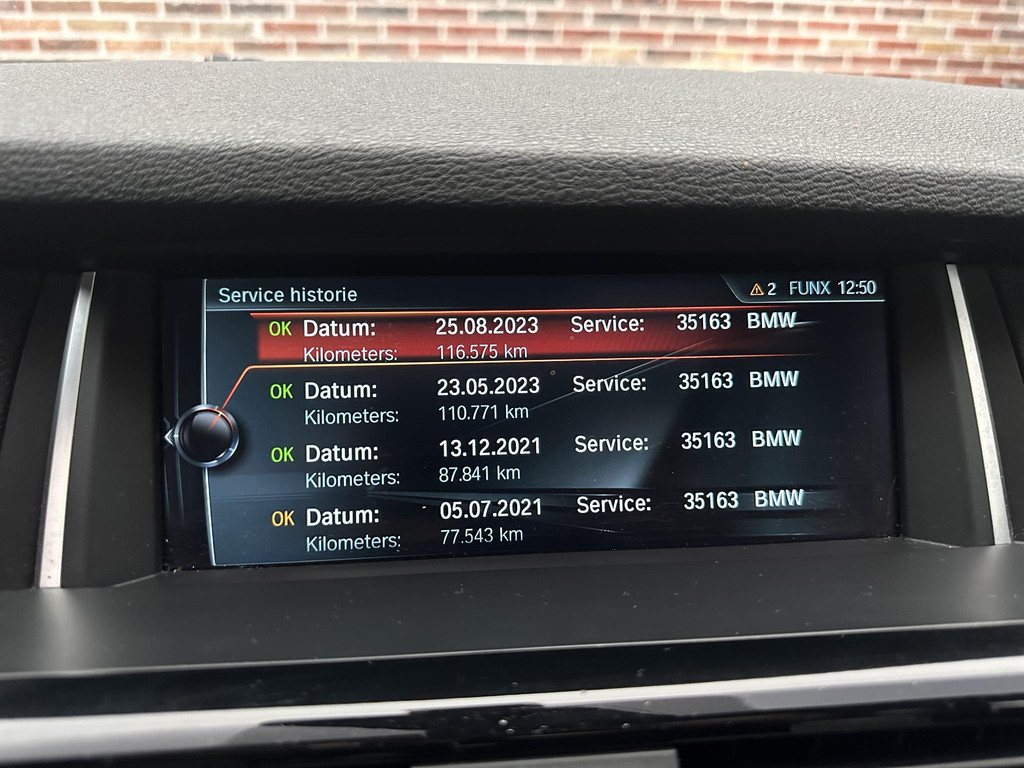 Service historie
⚠ 2 FUNX 12:50
OK Datum: 25.08.2023 Service: 35163 BMW
Kilometers: 116.575 km
OK Datum: 23.05.2023 Service: 35163 BMW
Kilometers: 110.771 km
OK Datum: 13.12.2021 Service: 35163 BMW
Kilometers: 87.841 km
OK Datum: 05.07.2021 Service: 35163 BMW
Kilometers: 77.543 km